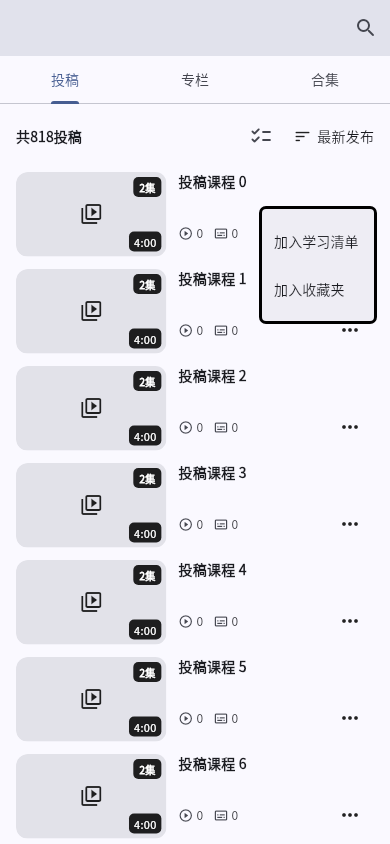 投稿
专栏
合集
共818投稿
最新发布
2集
4:00
投稿课程 0
0
0
加入学习清单
加入收藏夹
2集
4:00
投稿课程 1
0
0
2集
4:00
投稿课程 2
0
0
2集
4:00
投稿课程 3
0
0
2集
4:00
投稿课程 4
0
0
2集
4:00
投稿课程 5
0
0
2集
4:00
投稿课程 6
0
0